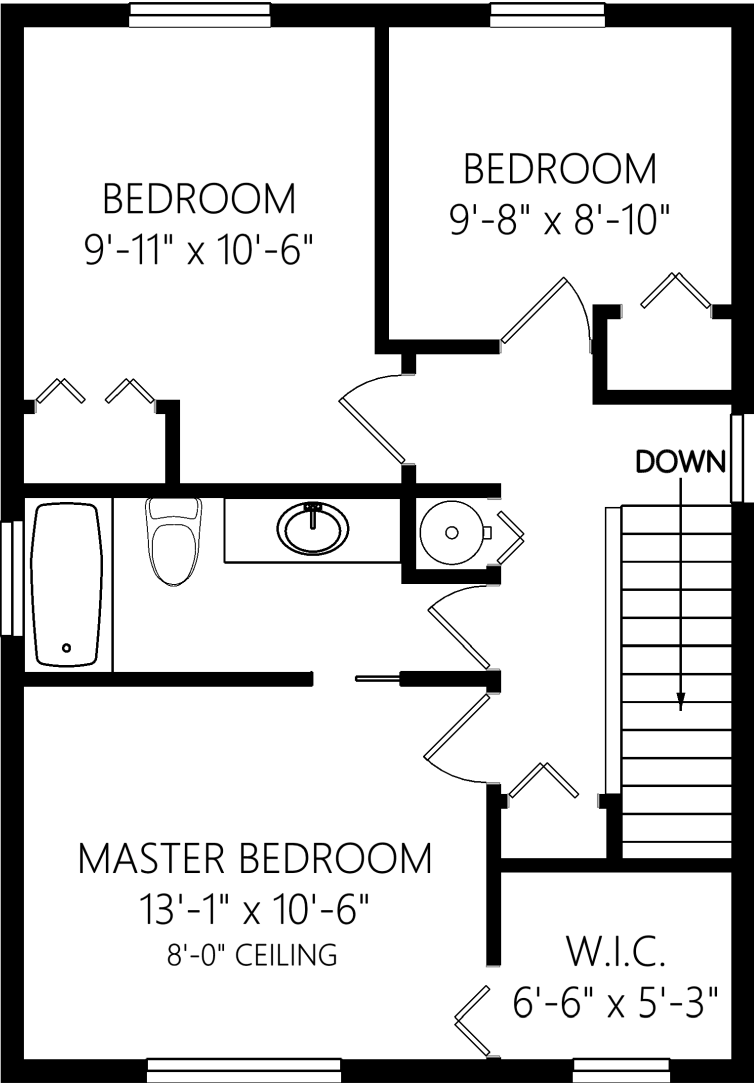 BEDROOM
9'-11" x 10'-6"
BEDROOM
9'-8" x 8'-10"
DOWN
MASTER BEDROOM
13'-1" x 10'-6"
8'-0" CEILING
W.I.C.
6'-6" x 5'-3"